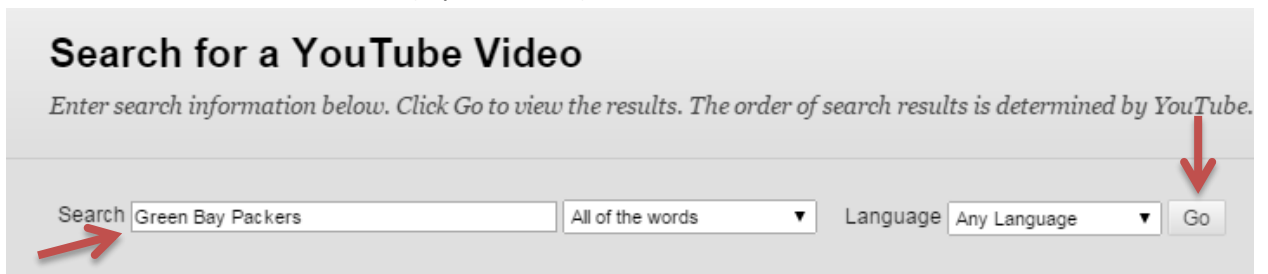 Search for a YouTube Video
Enter search information below. Click Go to view the results. The order of search results is determined by YouTube.
Search Green Bay Packers All of the words Language Any Language Go